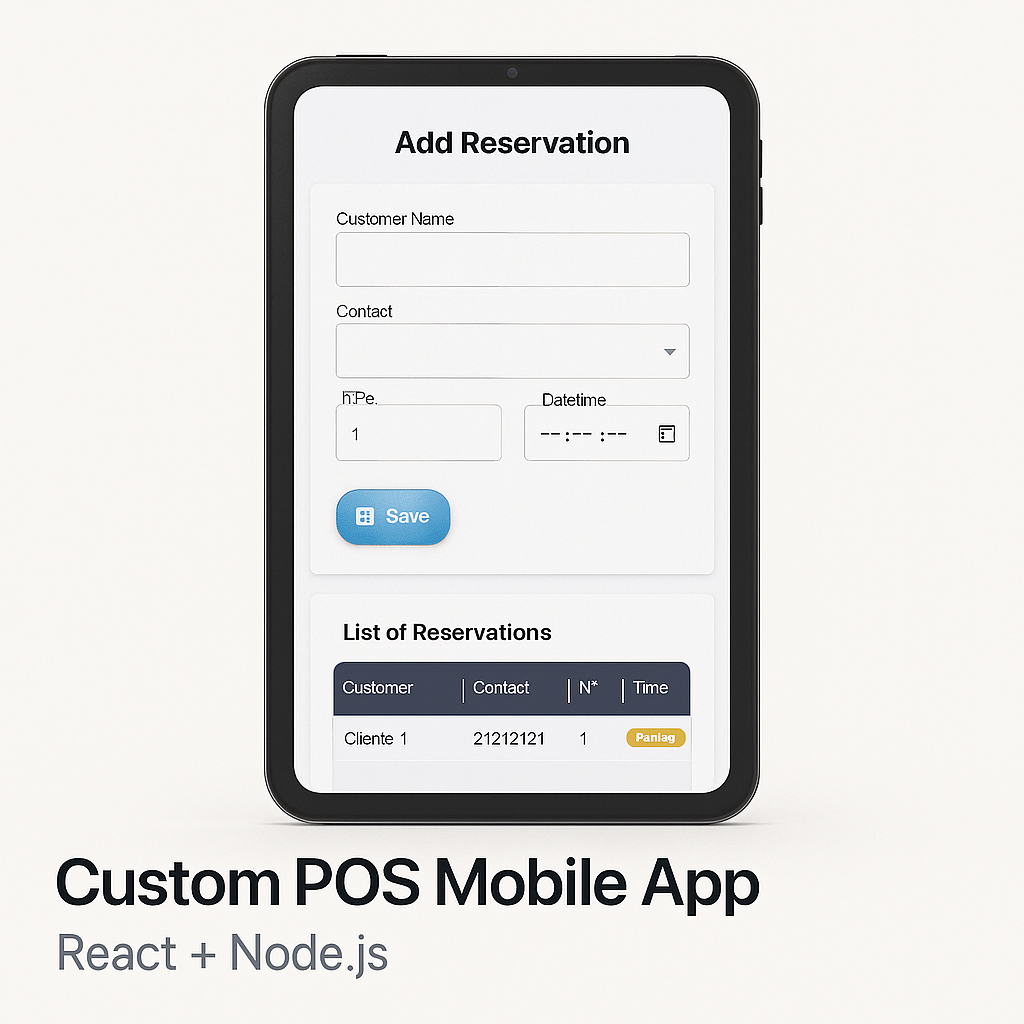 Add Reservation
Customer Name
Contact
Datetime
1
--:-- :--
Save
List of Reservations
Customer Contact N* Time
Cliente 1 21212121 1 Panlag
Custom POS Mobile App
React + Node.js